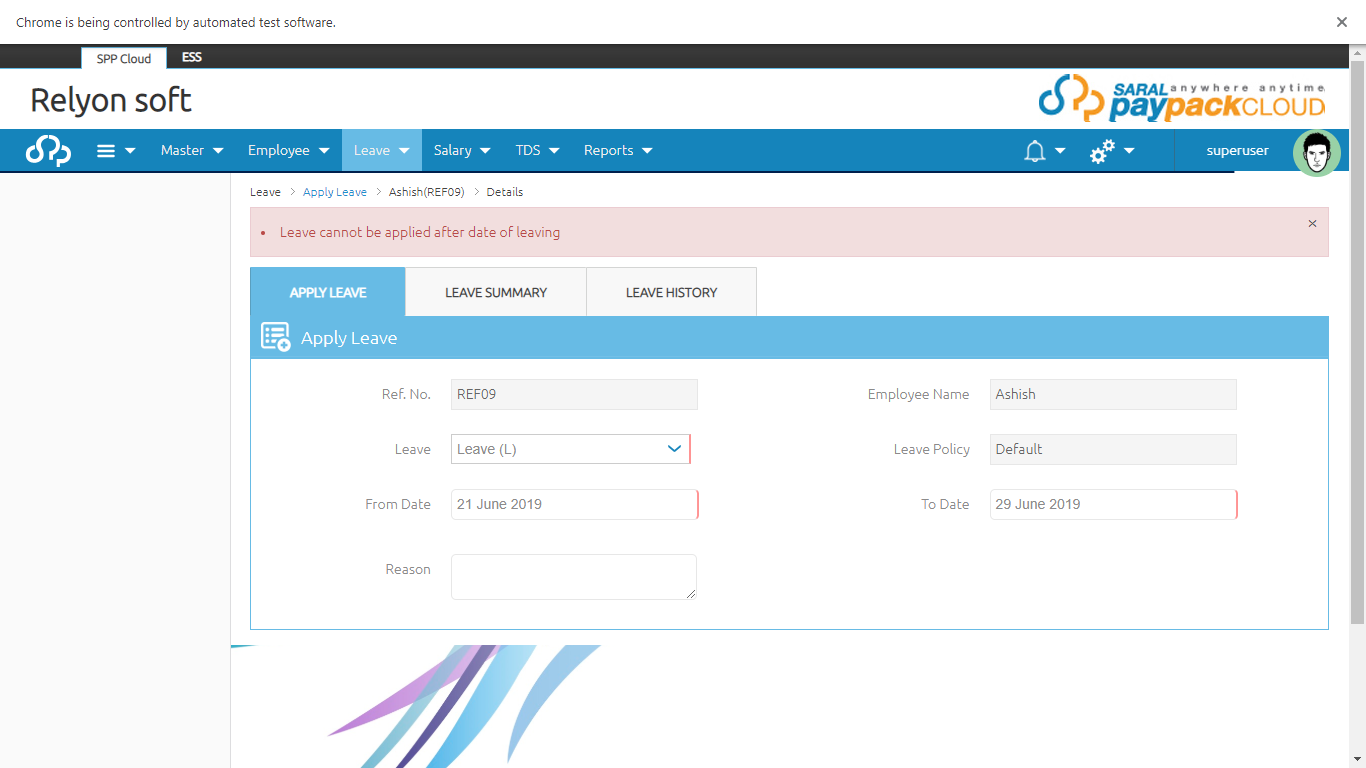 Chrome is being controlled by automated test software.
SPP Cloud ESS
Relyon soft
SARAL anywhere anytime
paypackCLOUD
Master Employee Leave Salary TDS Reports superuser
Leave > Apply Leave > Ashish(REF09) > Details
• Leave cannot be applied after date of leaving
APPLY LEAVE LEAVE SUMMARY LEAVE HISTORY
Apply Leave
Ref. No. REF09 Employee Name Ashish
Leave Leave (L) Leave Policy Default
From Date 21 June 2019 To Date 29 June 2019
Reason